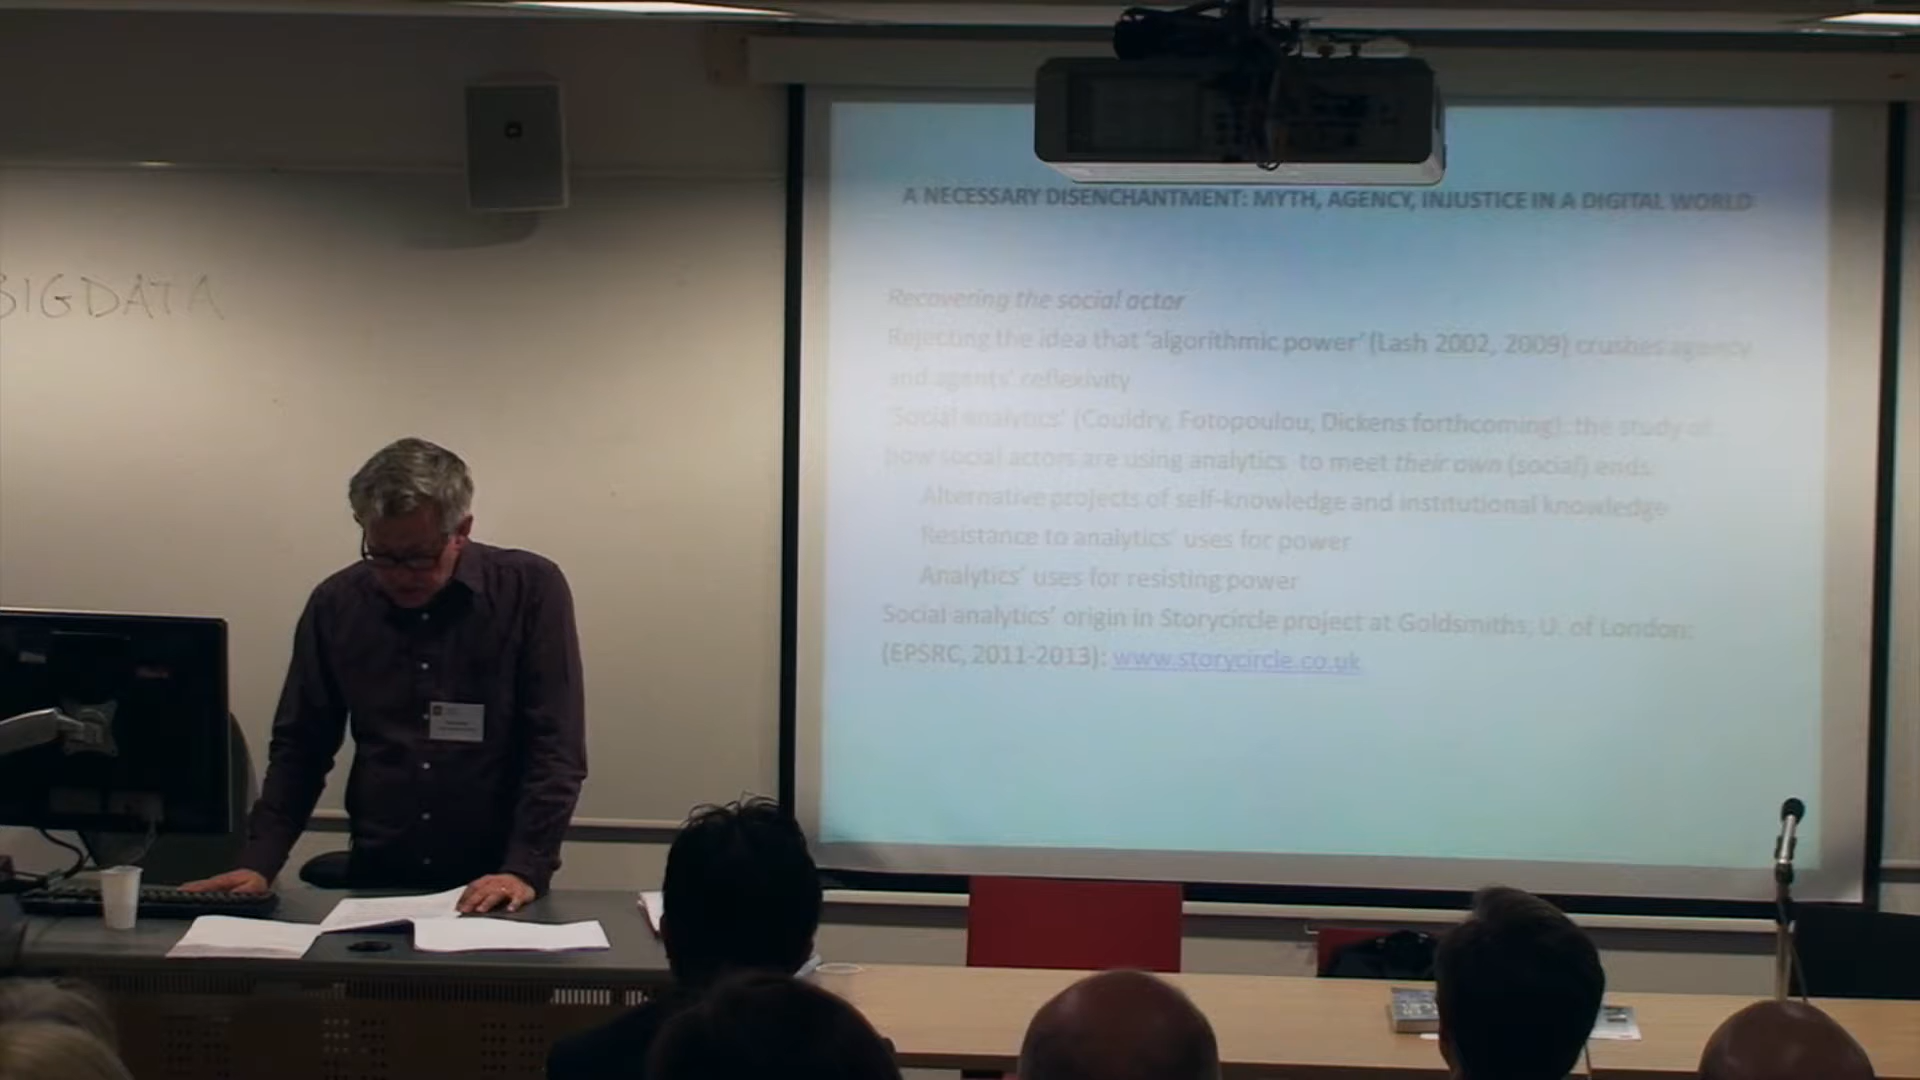 BIGDATA
A NECESSARY DISENCHANTMENT: MYTH, AGENCY, INJUSTICE IN A DIGITAL WORLD
Recovering the social actor
Rejecting the idea that ‘algorithmic power’ (Lash 2002, 2009) crushes agency
and agents’ reflexivity
‘Social analytics’ (Couldry, Fotopoulou, Dickens forthcoming): the study of
how social actors are using analytics to meet their own (social) ends.
Alternative projects of self-knowledge and institutional knowledge
Resistance to analytics’ uses for power
Analytics’ uses for resisting power
Social analytics’ origin in Storycircle project at Goldsmiths, U. of London:
(EPSRC, 2011-2013): www.storycircle.co.uk